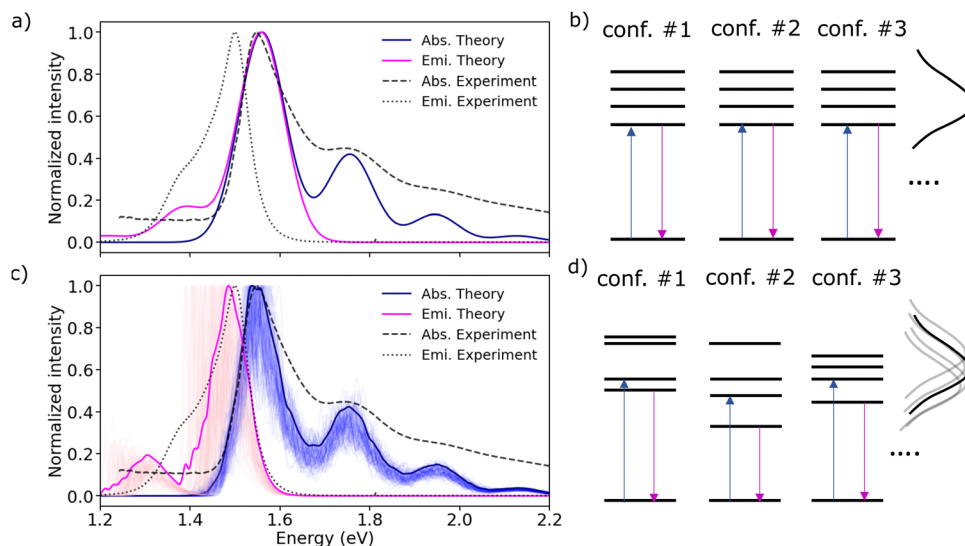 a)
Normalized intensity
1.0
0.8
0.6
0.4
0.2
0.0
Abs. Theory
Emi. Theory
Abs. Experiment
Emi. Experiment
b)
conf. #1 conf. #2 conf. #3
....
c)
Normalized intensity
1.0
0.8
0.6
0.4
0.2
0.0
Abs. Theory
Emi. Theory
Abs. Experiment
Emi. Experiment
1.2 1.4 1.6 1.8 2.0 2.2
Energy (eV)
d)
conf. #1 conf. #2 conf. #3
....